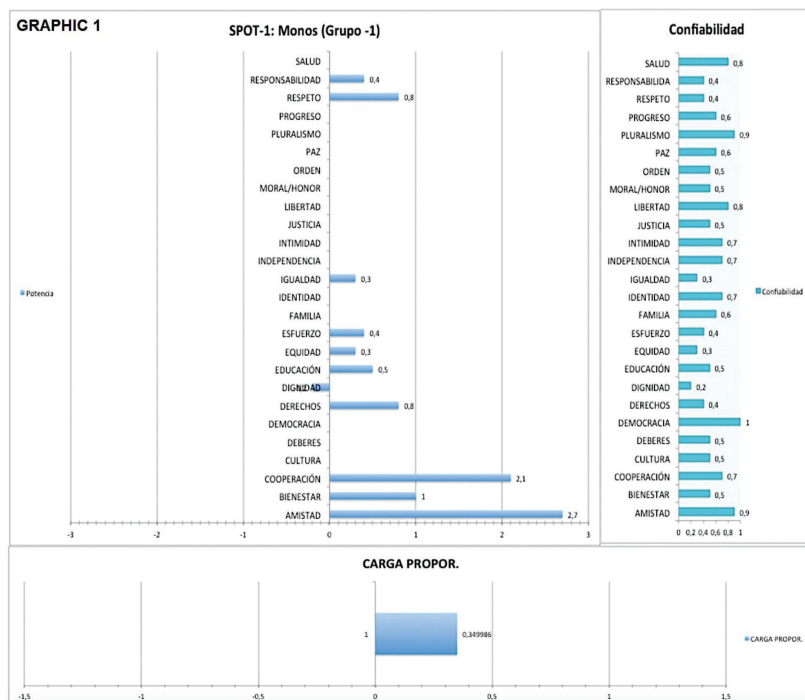 GRAPHIC 1
SPOT-1: Monos (Grupo -1)
SALUD
RESPONSABILIDAD 0,4
RESPETO 0,8
PROGRESO
PLURALISMO
PAZ
ORDEN
MORAL/HONOR
LIBERTAD
JUSTICIA
INTIMIDAD
INDEPENDENCIA
IGUALDAD 0,3
IDENTIDAD
FAMILIA
ESFUERZO 0,4
EQUIDAD 0,3
EDUCACIÓN 0,5
DIGNIDAD
DERECHOS 0,8
DEMOCRACIA
DEBERES
CULTURA
COOPERACIÓN 2,1
BIENESTAR 1
AMISTAD 2,7
-3 -2 -1 0 1 2 3
Potencia
Confiabilidad
SALUD 0,8
RESPONSABILIDA 0,4
RESPETO 0,4
PROGRESO 0,6
PLURALISMO 0,9
PAZ 0,6
ORDEN 0,5
MORAL/HONOR 0,5
LIBERTAD 0,8
JUSTICIA 0,5
INTIMIDAD 0,7
INDEPENDENCIA 0,7
IGUALDAD 0,3
IDENTIDAD 0,7
FAMILIA 0,6
ESFUERZO 0,4
EQUIDAD 0,3
EDUCACIÓN 0,5
DIGNIDAD 0,2
DERECHOS 0,4
DEMOCRACIA 1
DEBERES 0,5
CULTURA 0,5
COOPERACIÓN 0,7
BIENESTAR 0,5
AMISTAD 0,9
0 0,2 0,4 0,6 0,8 1
Confiabilidad
CARGA PROPOR.
1 0,349986
CARGA PROPOR.
-1,5 -1 -0,5 0 0,5 1 1,5